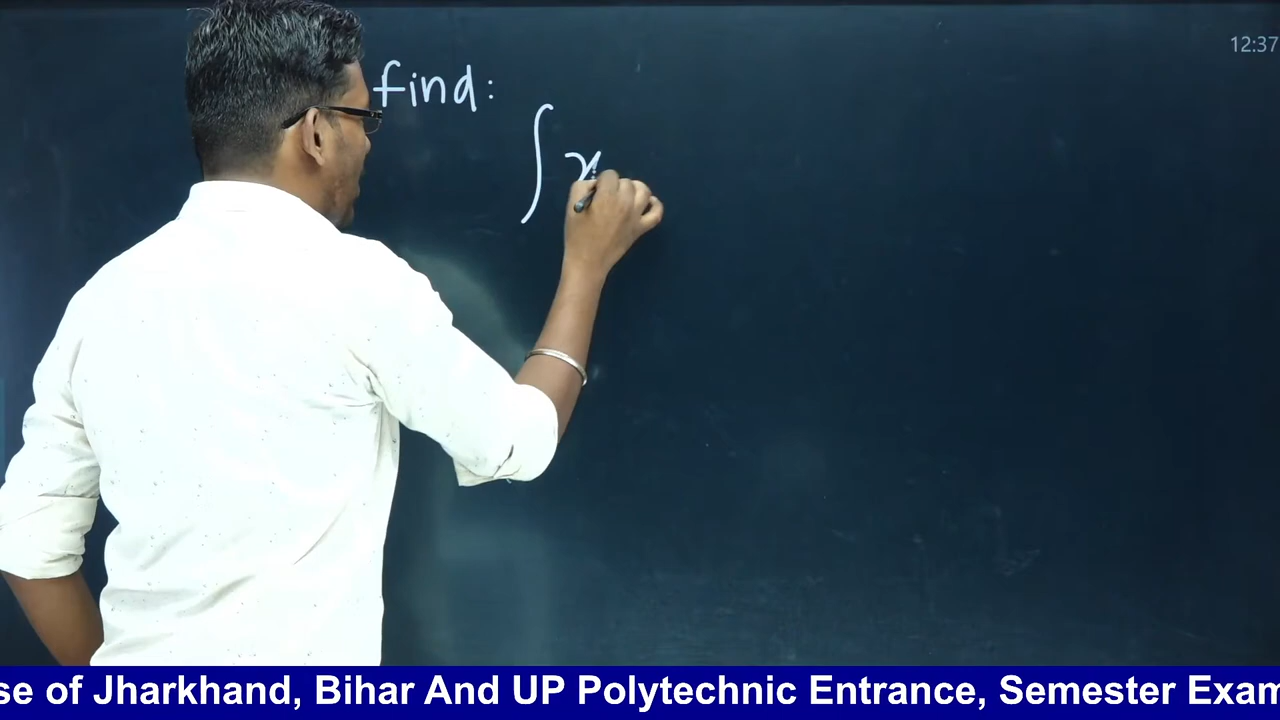 12:37
find:
∫ x
se of Jharkhand, Bihar And UP Polytechnic Entrance, Semester Exam